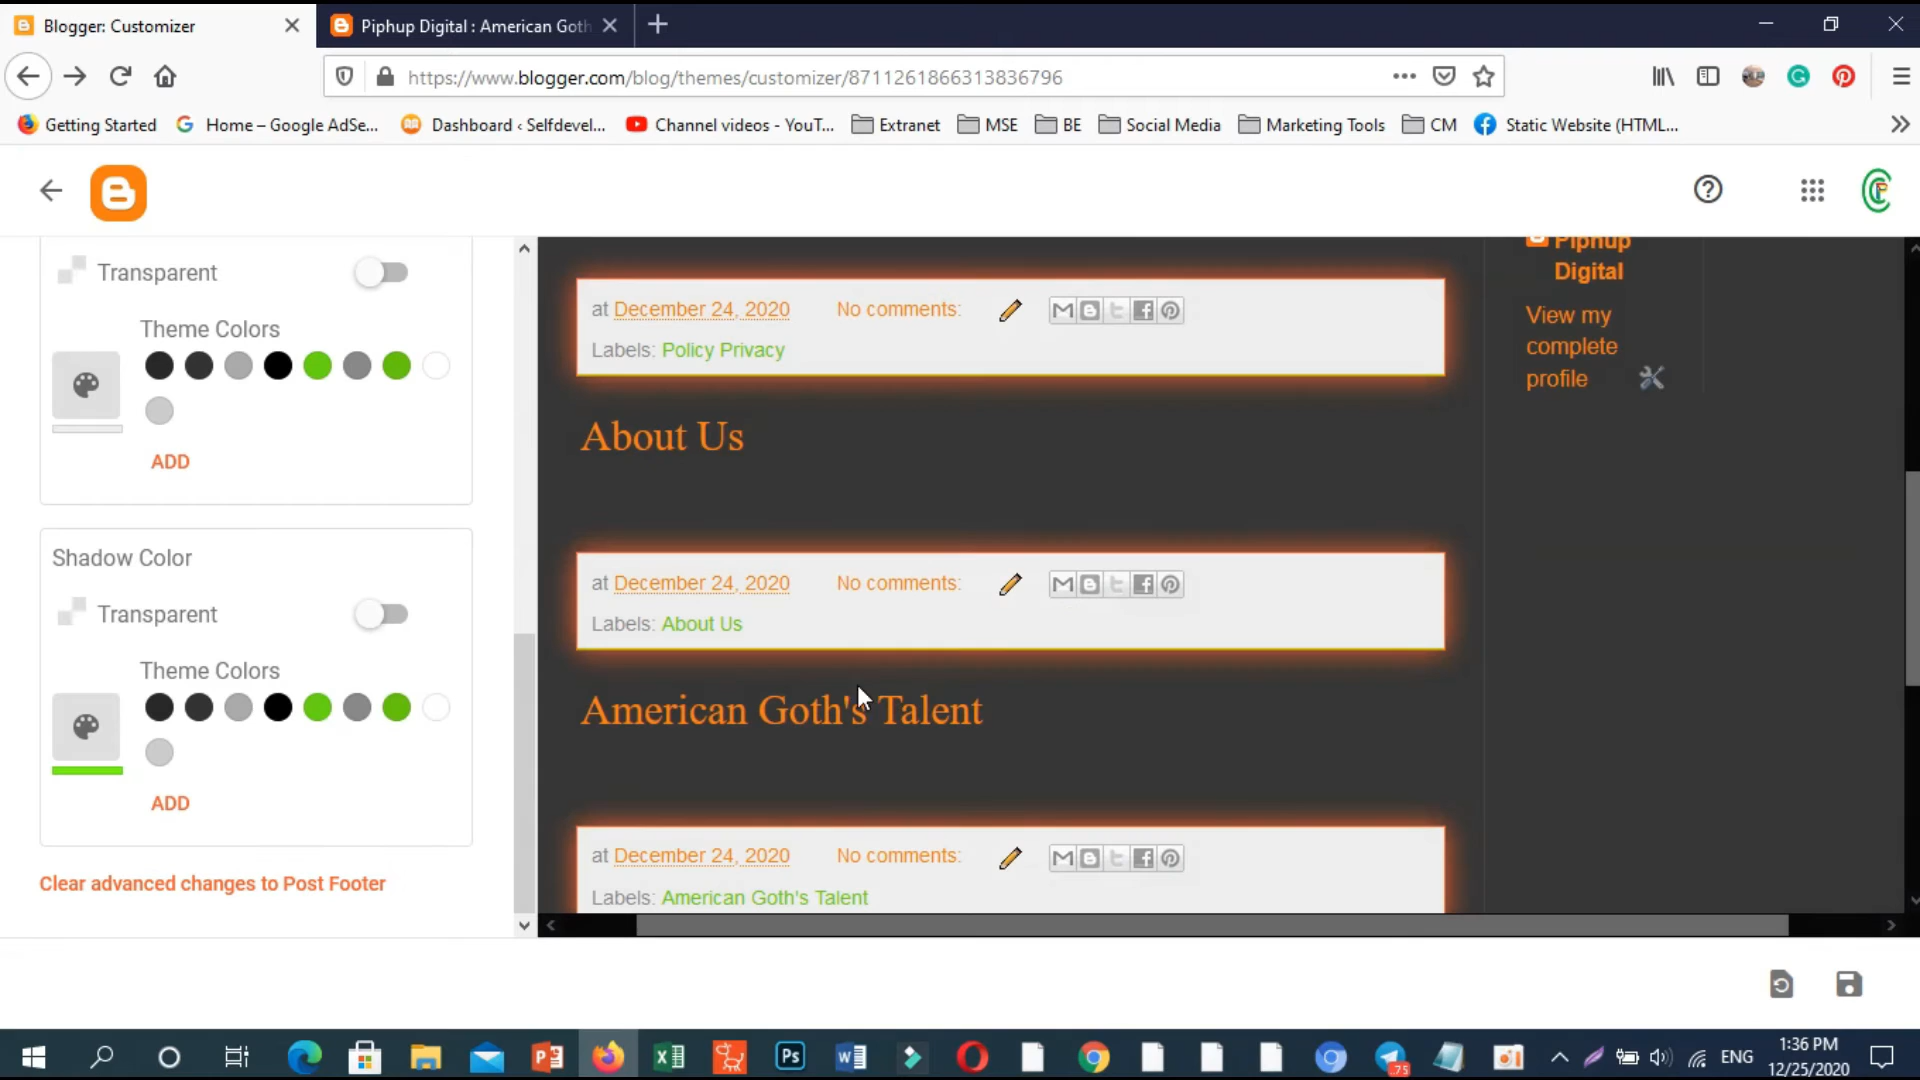 Blogger: Customizer
Piphup Digital : American Goth
https://www.blogger.com/blog/themes/customizer/8711261866313836796
Getting Started
Home – Google AdSe...
Dashboard ‹ Selfdevel...
Channel videos - YouT...
Extranet
MSE
BE
Social Media
Marketing Tools
CM
Static Website (HTML...
Transparent
Theme Colors
ADD
Shadow Color
Transparent
Theme Colors
ADD
Clear advanced changes to Post Footer
at December 24, 2020 No comments:
Labels: Policy Privacy
About Us
at December 24, 2020 No comments:
Labels: About Us
American Goth's Talent
at December 24, 2020 No comments:
Labels: American Goth's Talent
Piphup
Digital
View my
complete
profile
75
ENG
1:36 PM
12/25/2020